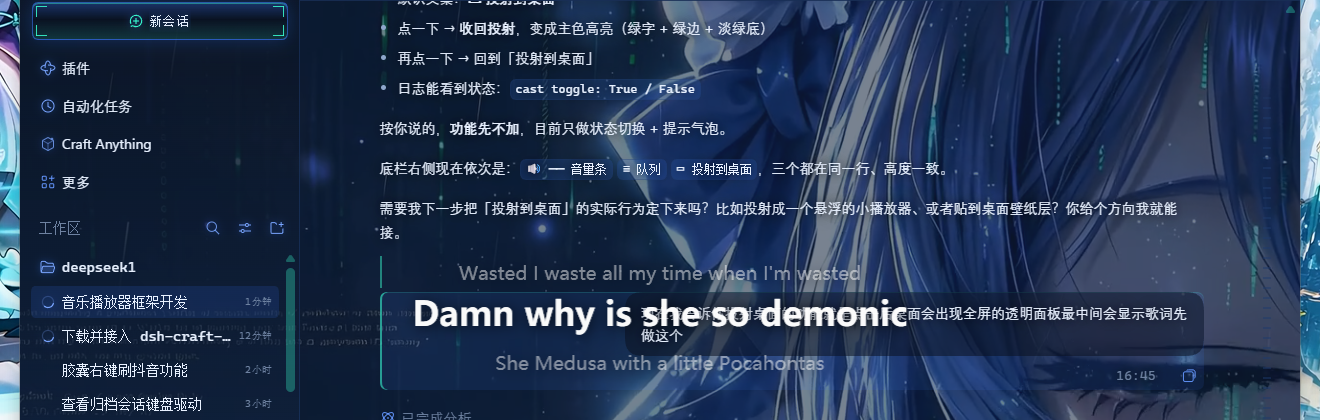 新会话
插件
自动化任务
Craft Anything
更多
工作区
deepseek1
音乐播放器框架开发 1分钟
下载并接入 dsh-craft-… 12分钟
胶囊右键刷抖音功能 2小时
查看归档会话键盘驱动 3小时
点一下 → 收回投射，变成主色高亮（绿字 + 绿边 + 淡绿底）
再点一下 → 回到「投射到桌面」
日志能看到状态： cast toggle: True / False
按你说的，功能先不加，目前只做状态切换 + 提示气泡。
底栏右侧现在依次是： 音量条 ≡ 队列 投射到桌面 ，三个都在同一行、高度一致。
需要我下一步把「投射到桌面」的实际行为定下来吗？比如投射成一个悬浮的小播放器、或者贴到桌面壁纸层？你给个方向我就能
接。
Wasted I waste all my time when I'm wasted
Damn why is she so demonic
面会出现全屏的透明面板最中间会显示歌词先
做这个
She Medusa with a little Pocahontas
16:45
已完成分析